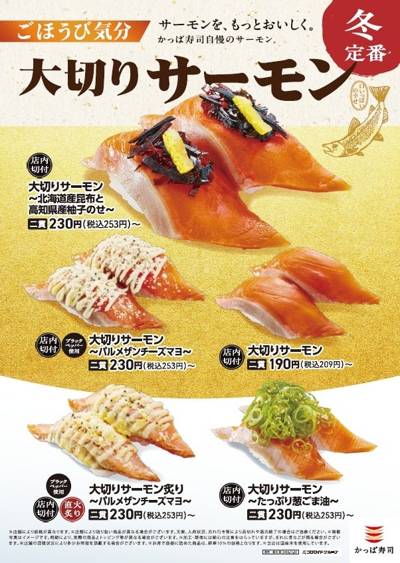 ごほうび気分
サーモンを、もっとおいしく。
かっぱ寿司自慢のサーモン。
冬
定番
大切りサーモン
店内
切付
大切りサーモン
〜北海道産昆布と
高知県産柚子のせ〜
二貫230円(税込253円)〜
店内
切付
ブラック
ペッパー
使用
大切りサーモン
〜パルメザンチーズマヨ〜
二貫230円(税込253円)〜
店内
切付
大切りサーモン
二貫190円(税込209円)〜
ブラック
ペッパー
使用
店内
切付
直火
炙り
大切りサーモン炙り
〜パルメザンチーズマヨ〜
二貫230円(税込253円)〜
店内
切付
大切りサーモン
〜たっぷり葱ごま油〜
二貫230円(税込253円)〜
かっぱ寿司